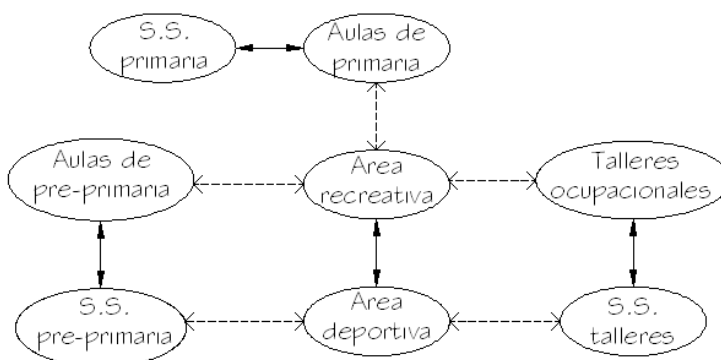 S.S.
primaria
Aulas de
primaria
Aulas de
pre-primaria
Area
recreativa
Talleres
ocupacionales
S.S.
pre-primaria
Area
deportiva
S.S.
talleres